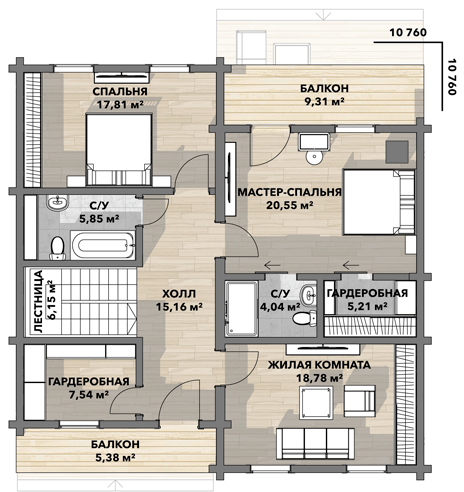 10 760
10 760
СПАЛЬНЯ
17,81 м²
БАЛКОН
9,31 м²
С/У
5,85 м²
МАСТЕР-СПАЛЬНЯ
20,55 м²
ЛЕСТНИЦА
6,15 м²
ХОЛЛ
15,16 м²
С/У
4,04 м²
ГАРДЕРОБНАЯ
5,21 м²
ГАРДЕРОБНАЯ
7,54 м²
ЖИЛАЯ КОМНАТА
18,78 м²
БАЛКОН
5,38 м²